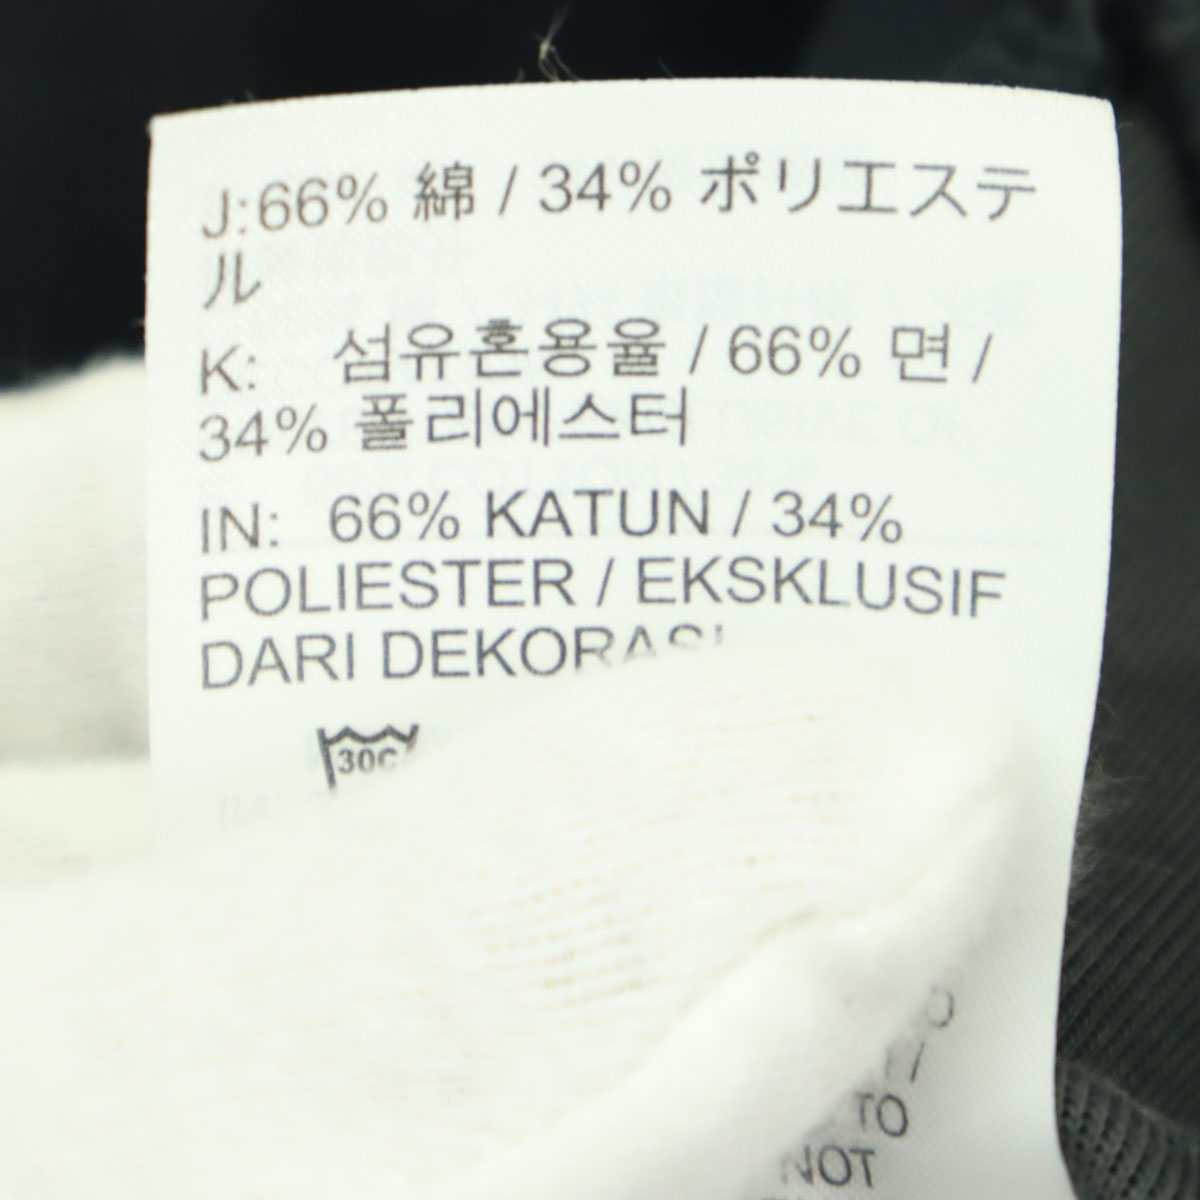 J:66% 綿 / 34% ポリエステ
ル
K: 섬유혼용율 / 66% 면 /
34% 폴리에스터
IN: 66% KATUN / 34%
POLIESTER / EKSKLUSIF
DARI DEKORASI
30C
TO
NOT